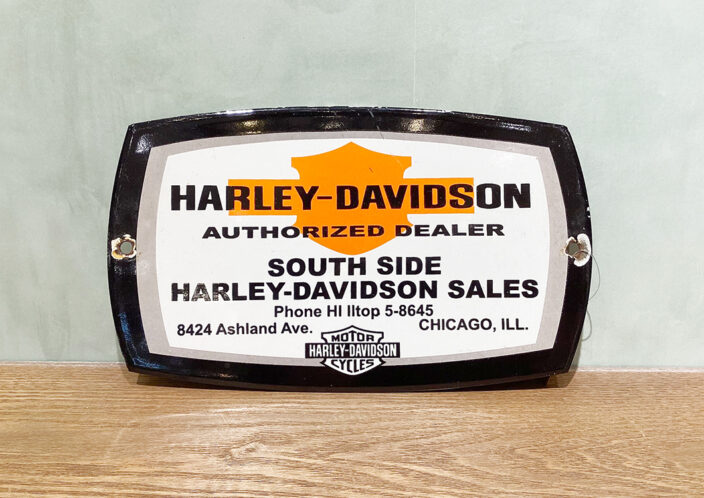 HARLEY-DAVIDSON
AUTHORIZED DEALER
SOUTH SIDE
HARLEY-DAVIDSON SALES
Phone HI lltop 5-8645
8424 Ashland Ave. CHICAGO, ILL.
MOTOR
HARLEY-DAVIDSON
CYCLES